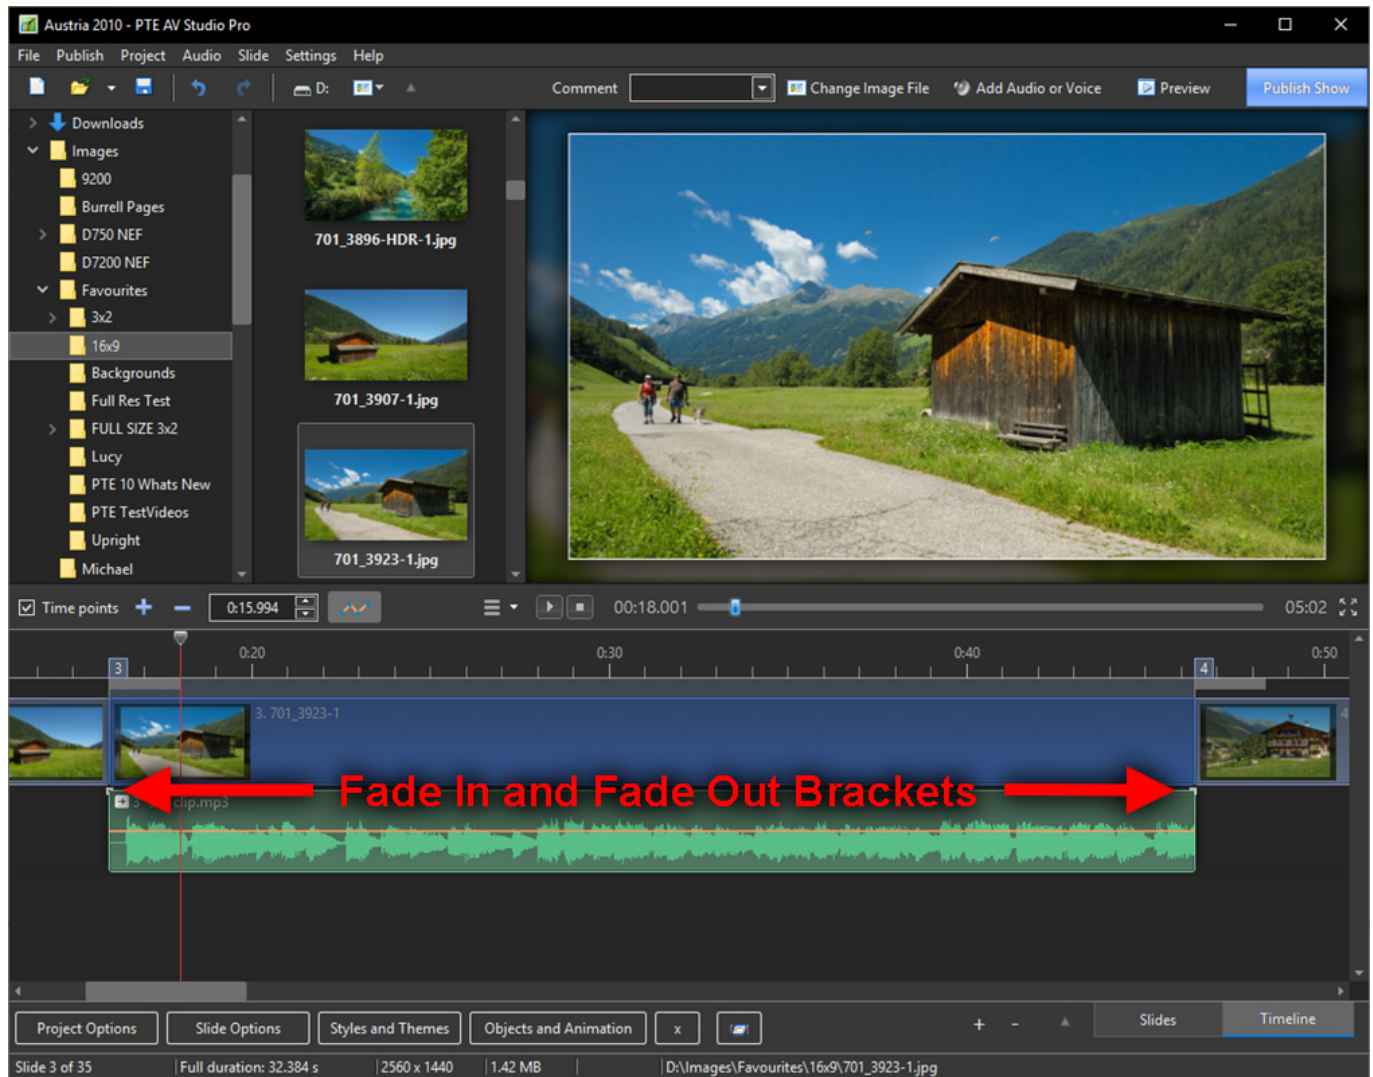 Austria 2010 - PTE AV Studio Pro
File Publish Project Audio Slide Settings Help
D: Comment Change Image File Add Audio or Voice Preview Publish Show
Downloads
Images
9200
Burrell Pages
D750 NEF
D7200 NEF
Favourites
3x2
16x9
Backgrounds
Full Res Test
FULL SIZE 3x2
Lucy
PTE 10 Whats New
PTE TestVideos
Upright
Michael
701_3896-HDR-1.jpg
701_3907-1.jpg
701_3923-1.jpg
Time points 0:15.994 00:18.001 05:02
0:20 0:30 0:40 0:50
3 4
3. 701_3923-1 4
Fade In and Fade Out Brackets
clip.mp3
Project Options Slide Options Styles and Themes Objects and Animation x + - Slides Timeline
Slide 3 of 35 Full duration: 32.384 s 2560 x 1440 1.42 MB D:\Images\Favourites\16x9\701_3923-1.jpg